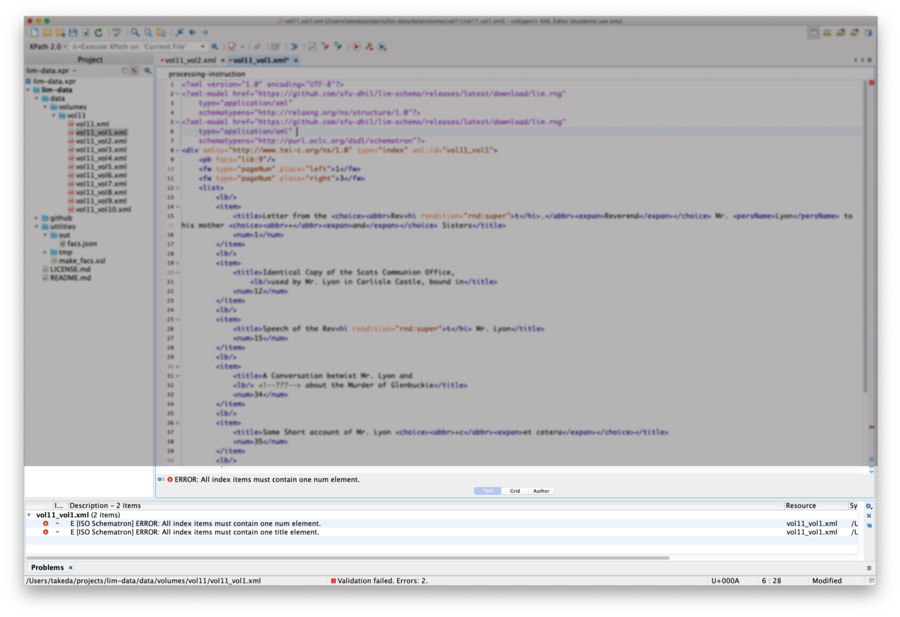 vol11_vol1.xml [/Users/takeda/projects/lim-data/data/volumes/vol11/vol11_vol1.xml] - <oXygen/> XML Editor (Academic use only)
XPath 2.0 Execute XPath on 'Current File'
Project
vol11_vol2.xml × vol11_vol1.xml* ×
lim-data.xpr
processing-instruction
lim-data.xpr
lim-data
data
volumes
vol11
vol11.xml
vol11_vol1.xml
vol11_vol2.xml
vol11_vol3.xml
vol11_vol4.xml
vol11_vol5.xml
vol11_vol6.xml
vol11_vol7.xml
vol11_vol8.xml
vol11_vol9.xml
vol11_vol10.xml
github
utilities
out
facs.json
tmp
make_facs.xsl
LICENSE.md
README.md
1 <?xml version="1.0" encoding="UTF-8"?>
2 <?xml-model href="https://github.com/sfu-dhil/lim-schema/releases/latest/download/lim.rng"
3 type="application/xml"
4 schematypens="http://relaxng.org/ns/structure/1.0"?>
5 <?xml-model href="https://github.com/sfu-dhil/lim-schema/releases/latest/download/lim.rng"
6 type="application/xml"
7 schematypens="http://purl.oclc.org/dsdl/schematron"?>
8 <div xmlns="http://www.tei-c.org/ns/1.0" type="index" xml:id="vol11_vol1">
9 <pb facs="lib:9"/>
10 <fw type="pageNum" place="left">1</fw>
11 <fw type="pageNum" place="right">3</fw>
12 <list>
13 <lb/>
14 <item>
15 <title>Letter from the <choice><abbr>Rev<hi rendition="rnd:super">t</hi>.</abbr><expan>Reverend</expan></choice> Mr. <persName>Lyon</persName> to
his mother <choice><abbr>+</abbr><expan>and</expan></choice> Sisters</title>
16 <num>1</num>
17 </item>
18 <lb/>
19 <item>
20 <title>Identical Copy of the Scots Communion Office,
21 <lb/>used by Mr. Lyon in Carlisle Castle, bound in</title>
22 <num>12</num>
23 </item>
24 <lb/>
25 <item>
26 <title>Speech of the Rev<hi rendition="rnd:super">t</hi> Mr. Lyon</title>
27 <num>15</num>
28 </item>
29 <lb/>
30 <item>
31 <title>A Conversation betwixt Mr. Lyon and
32 <lb/> <!--???--> about the Murder of Glenbuckie</title>
33 <num>34</num>
34 </item>
35 <lb/>
36 <item>
37 <title>Some Short account of Mr. Lyon <choice><abbr>+c</abbr><expan>et cetera</expan></choice></title>
38 <num>35</num>
39 </item>
40 <lb/>
ERROR: All index items must contain one num element.
Text Grid Author
I... Description – 2 items Resource Sy
vol11_vol1.xml (2 items)
E [ISO Schematron] ERROR: All index items must contain one num element. vol11_vol1.xml /U
E [ISO Schematron] ERROR: All index items must contain one title element. vol11_vol1.xml /U
Problems ×
/Users/takeda/projects/lim-data/data/volumes/vol11/vol11_vol1.xml Validation failed. Errors: 2. U+000A 6 : 28 Modified